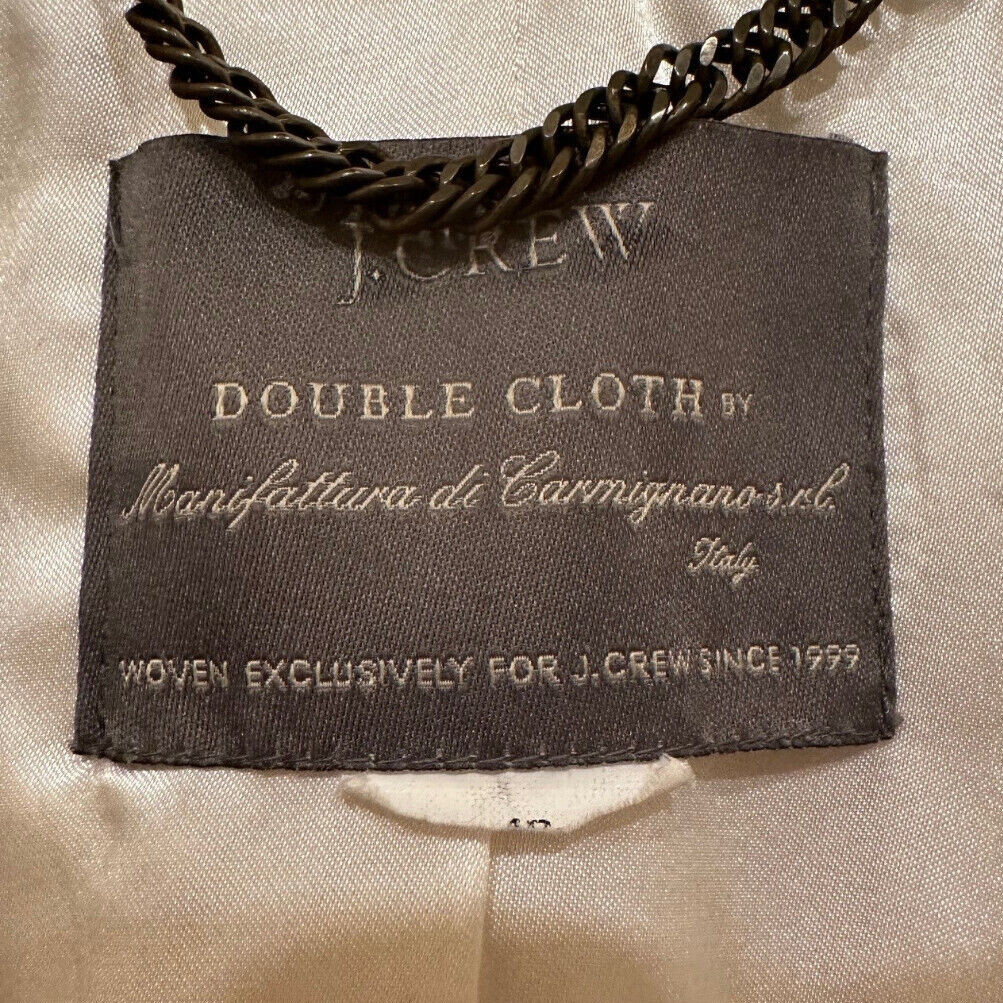 J.CREW
DOUBLE CLOTH BY
Manifattura di Carmignano s.r.l.
Italy
WOVEN EXCLUSIVELY FOR J.CREW SINCE 1999